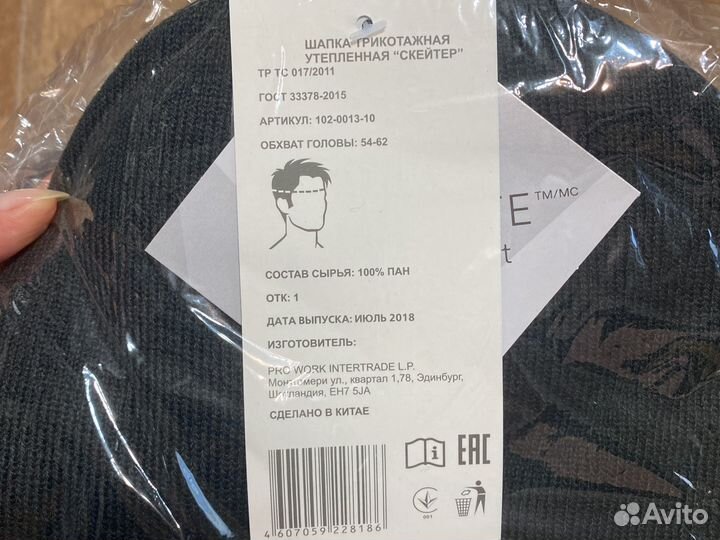 ШАПКА ТРИКОТАЖНАЯ
УТЕПЛЕННАЯ “СКЕЙТЕР”
ТР ТС 017/2011
ГОСТ 33378-2015
АРТИКУЛ: 102-0013-10
ОБХВАТ ГОЛОВЫ: 54-62
СОСТАВ СЫРЬЯ: 100% ПАН
ОТК: 1
ДАТА ВЫПУСКА: ИЮЛЬ 2018
ИЗГОТОВИТЕЛЬ:
PRO WORK INTERTRADE L.P.
Монтгомери ул., квартал 1,78, Эдинбург,
Шотландия, EH7 5JA
СДЕЛАНО В КИТАЕ
4 607059 228186
EAC
001
TM/MC
Avito